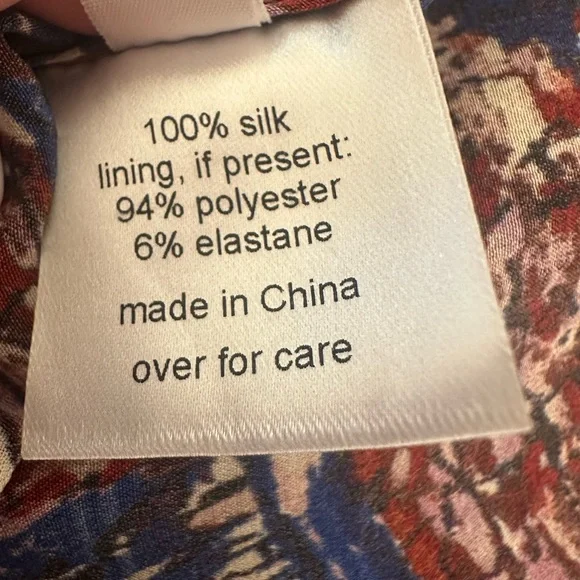 100% silk
lining, if present:
94% polyester
6% elastane
made in China
over for care